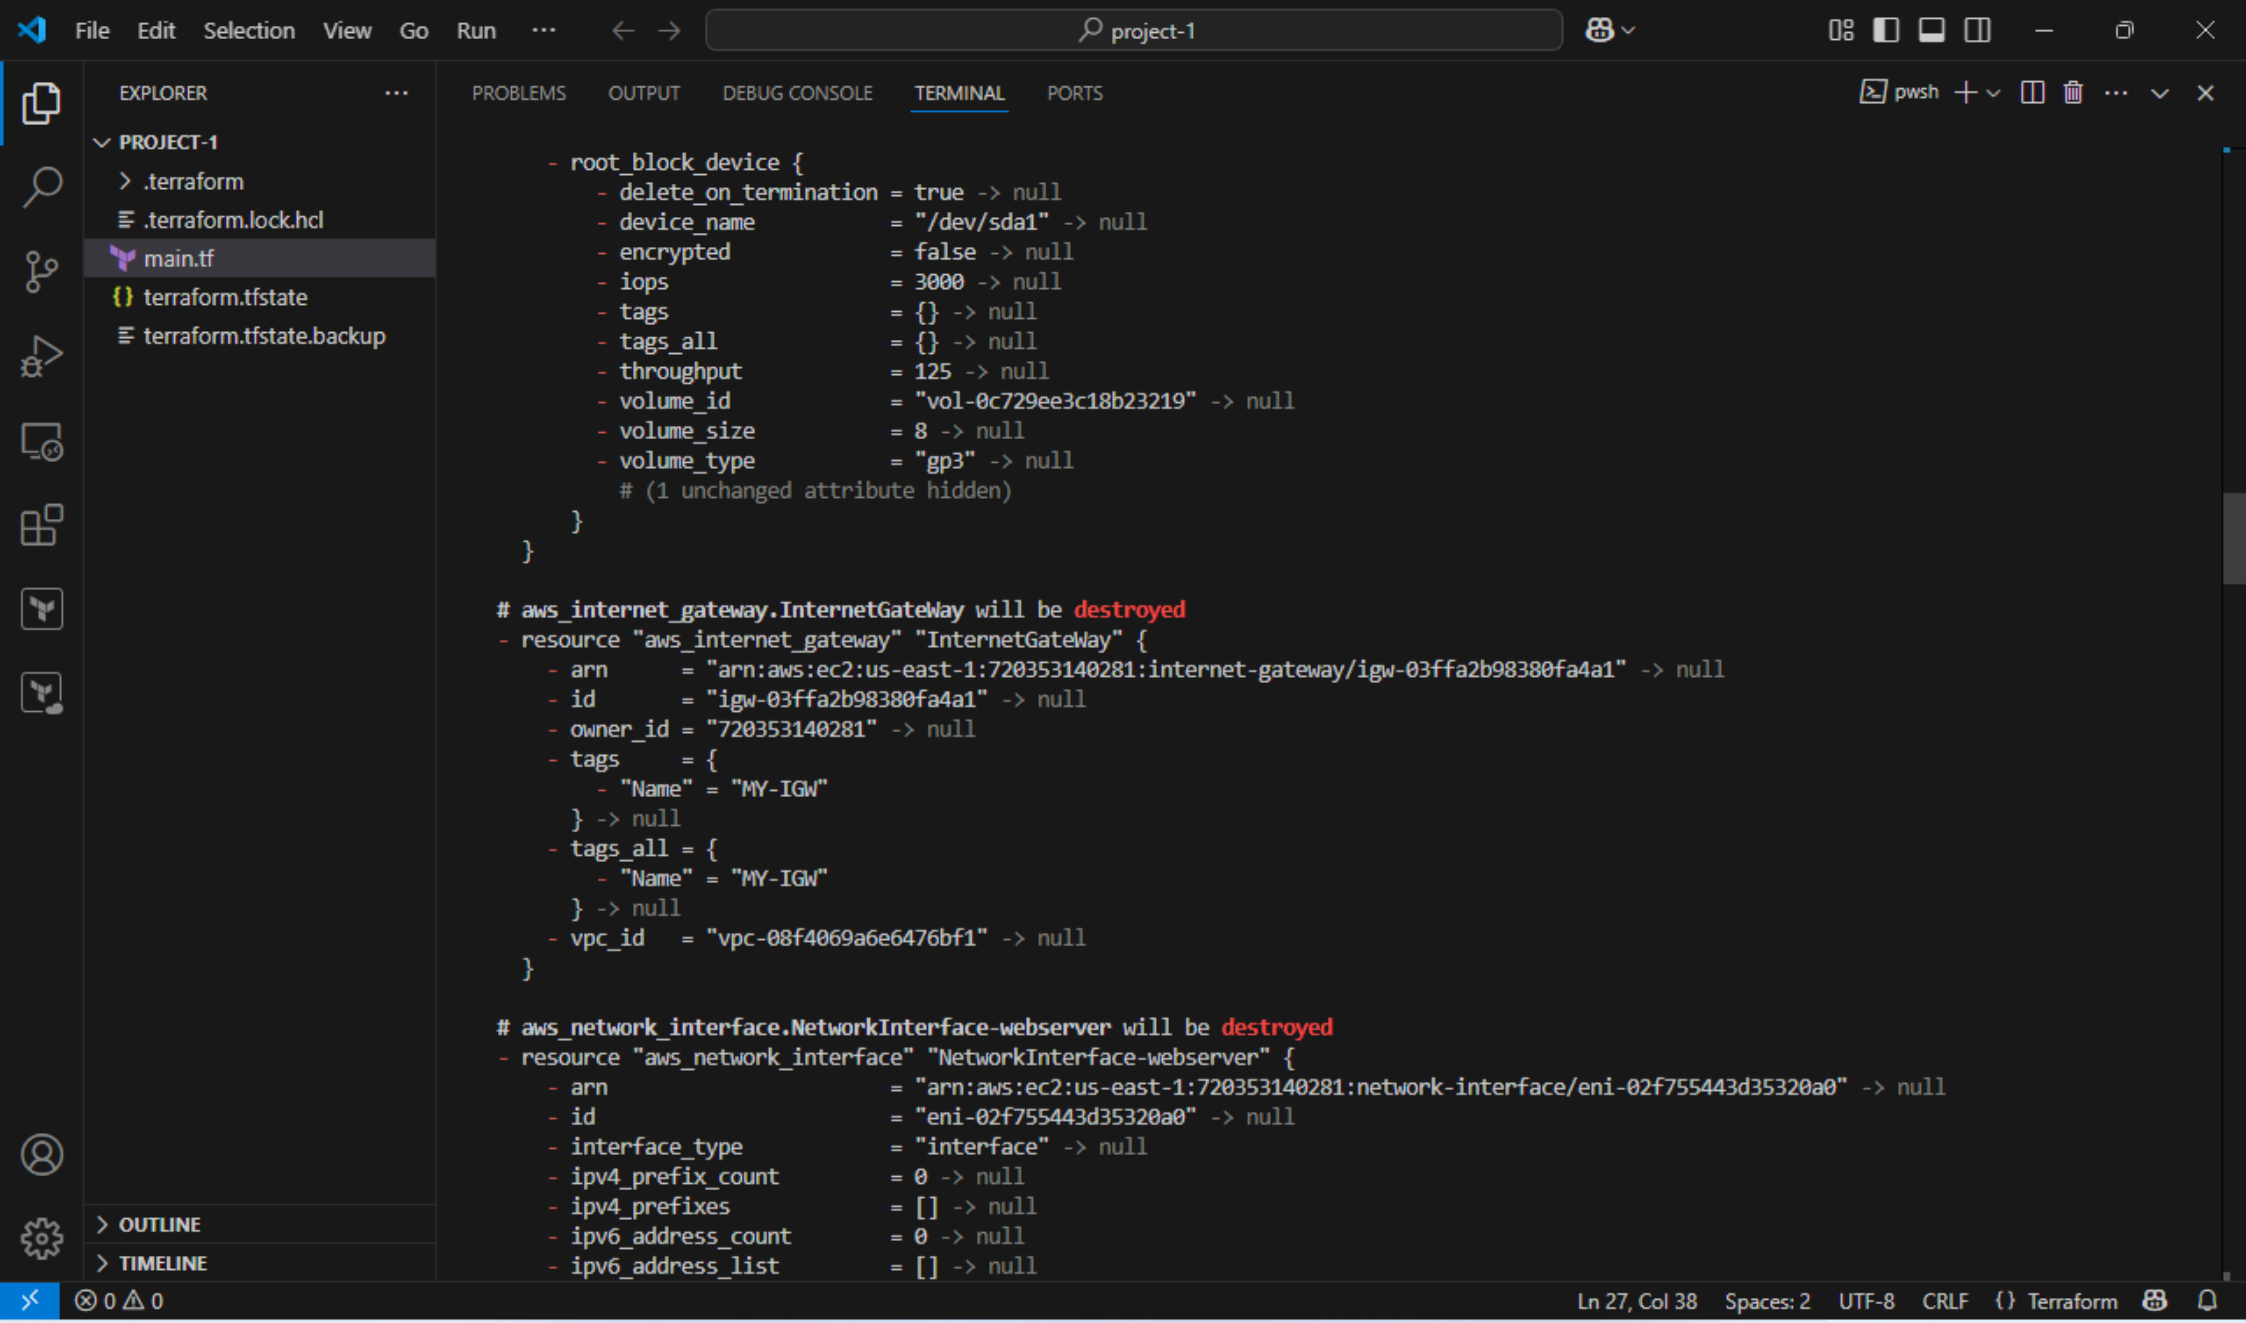 File Edit Selection View Go Run ··· project-1
EXPLORER ···
PROJECT-1
.terraform
.terraform.lock.hcl
main.tf
{} terraform.tfstate
terraform.tfstate.backup
OUTLINE
TIMELINE
PROBLEMS OUTPUT DEBUG CONSOLE TERMINAL PORTS pwsh ···
- root_block_device {
- delete_on_termination = true -> null
- device_name = "/dev/sda1" -> null
- encrypted = false -> null
- iops = 3000 -> null
- tags = {} -> null
- tags_all = {} -> null
- throughput = 125 -> null
- volume_id = "vol-0c729ee3c18b23219" -> null
- volume_size = 8 -> null
- volume_type = "gp3" -> null
# (1 unchanged attribute hidden)
}
}
# aws_internet_gateway.InternetGateWay will be destroyed
- resource "aws_internet_gateway" "InternetGateWay" {
- arn = "arn:aws:ec2:us-east-1:720353140281:internet-gateway/igw-03ffa2b98380fa4a1" -> null
- id = "igw-03ffa2b98380fa4a1" -> null
- owner_id = "720353140281" -> null
- tags = {
- "Name" = "MY-IGW"
} -> null
- tags_all = {
- "Name" = "MY-IGW"
} -> null
- vpc_id = "vpc-08f4069a6e6476bf1" -> null
}
# aws_network_interface.NetworkInterface-webserver will be destroyed
- resource "aws_network_interface" "NetworkInterface-webserver" {
- arn = "arn:aws:ec2:us-east-1:720353140281:network-interface/eni-02f755443d35320a0" -> null
- id = "eni-02f755443d35320a0" -> null
- interface_type = "interface" -> null
- ipv4_prefix_count = 0 -> null
- ipv4_prefixes = [] -> null
- ipv6_address_count = 0 -> null
- ipv6_address_list = [] -> null
0 0 Ln 27, Col 38 Spaces: 2 UTF-8 CRLF {} Terraform